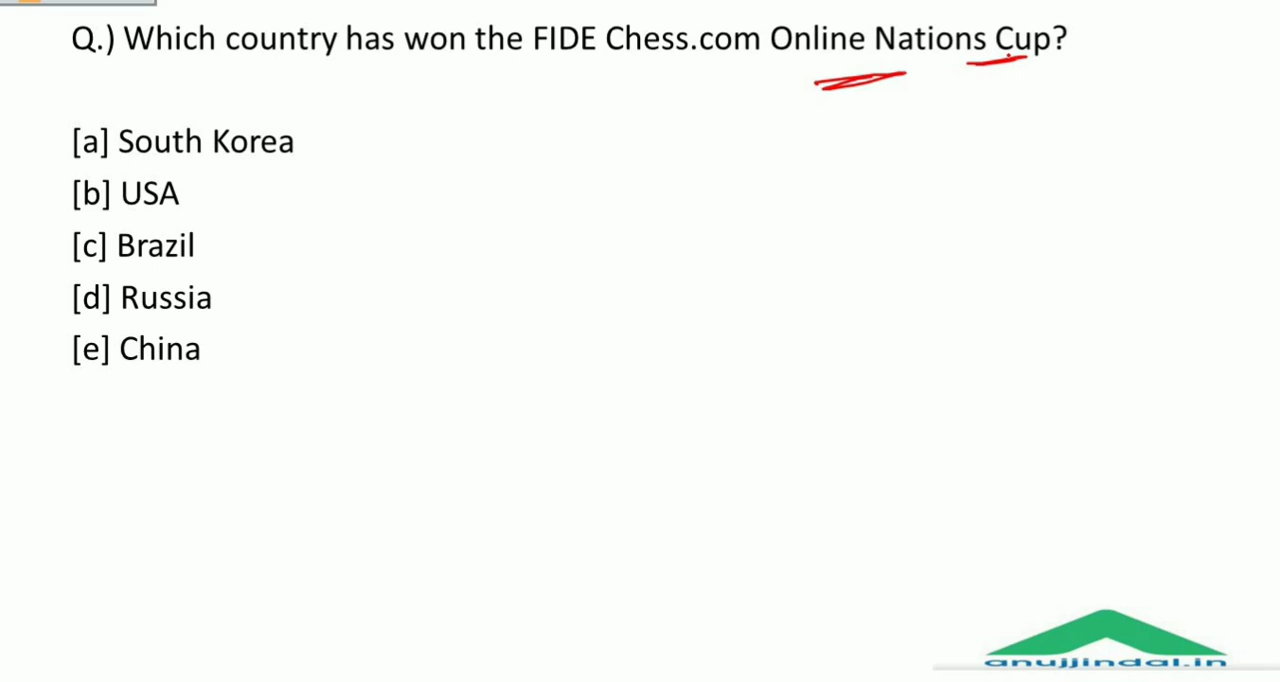 Q.) Which country has won the FIDE Chess.com Online Nations Cup?
[a] South Korea
[b] USA
[c] Brazil
[d] Russia
[e] China
anujjindal.in